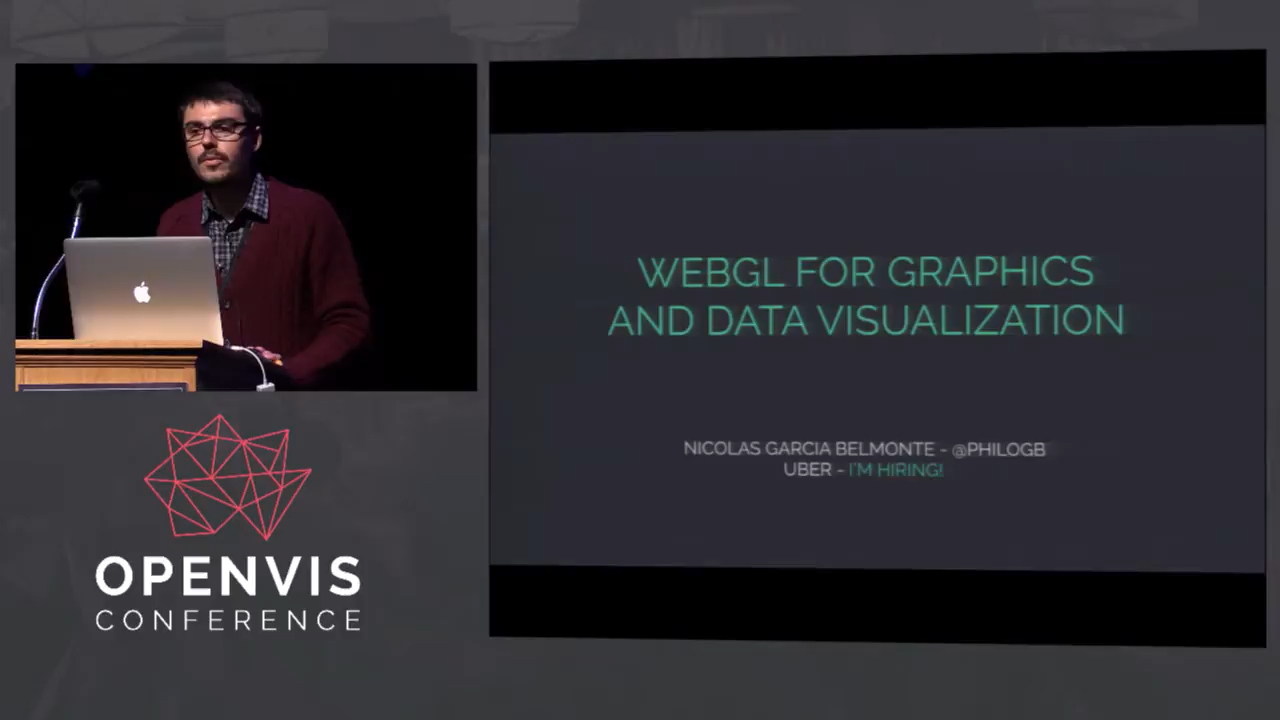 WEBGL FOR GRAPHICS
AND DATA VISUALIZATION
NICOLAS GARCIA BELMONTE - @PHILOGB
UBER - I'M HIRING!
OPENVIS
CONFERENCE